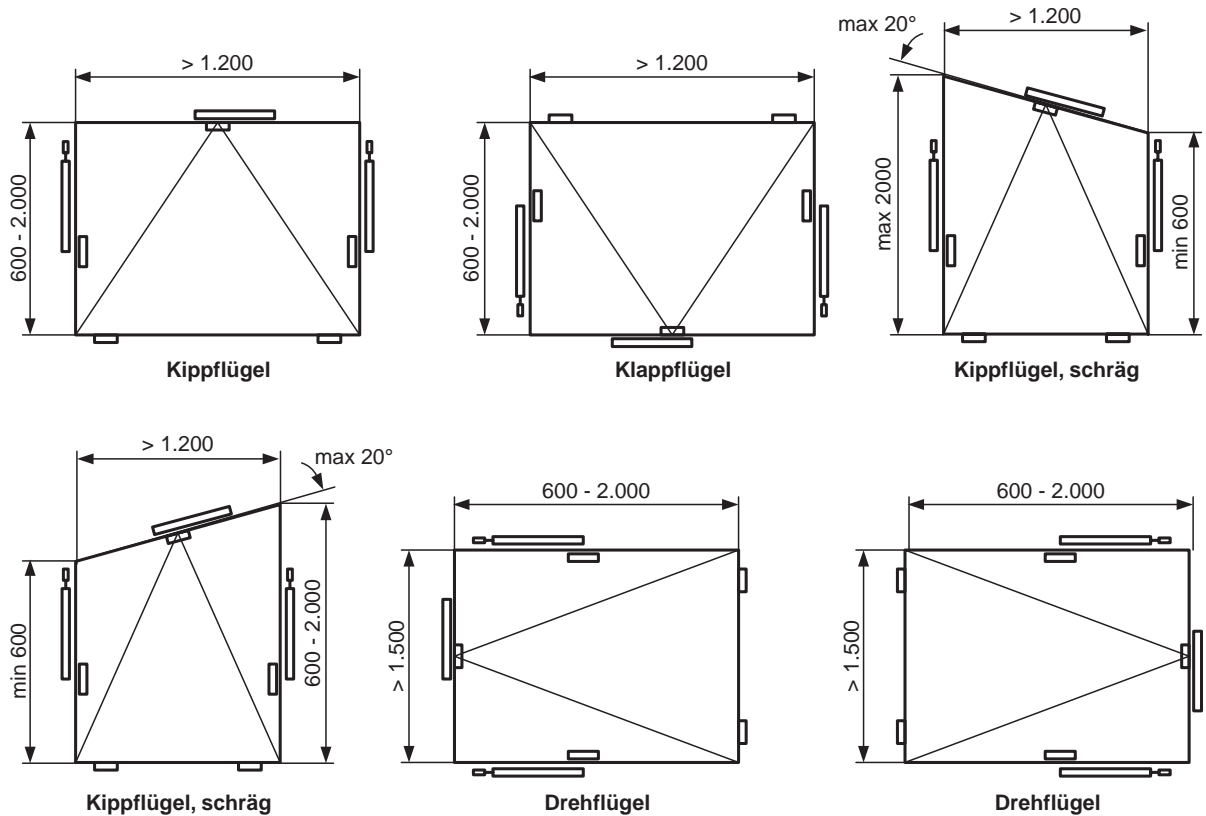 > 1.200
600 - 2.000
Kippflügel
> 1.200
600 - 2.000
Klappflügel
max 20°
> 1.200
max 2000
min 600
Kippflügel, schräg
> 1.200
max 20°
min 600
600 - 2.000
Kippflügel, schräg
600 - 2.000
> 1.500
Drehflügel
600 - 2.000
> 1.500
Drehflügel